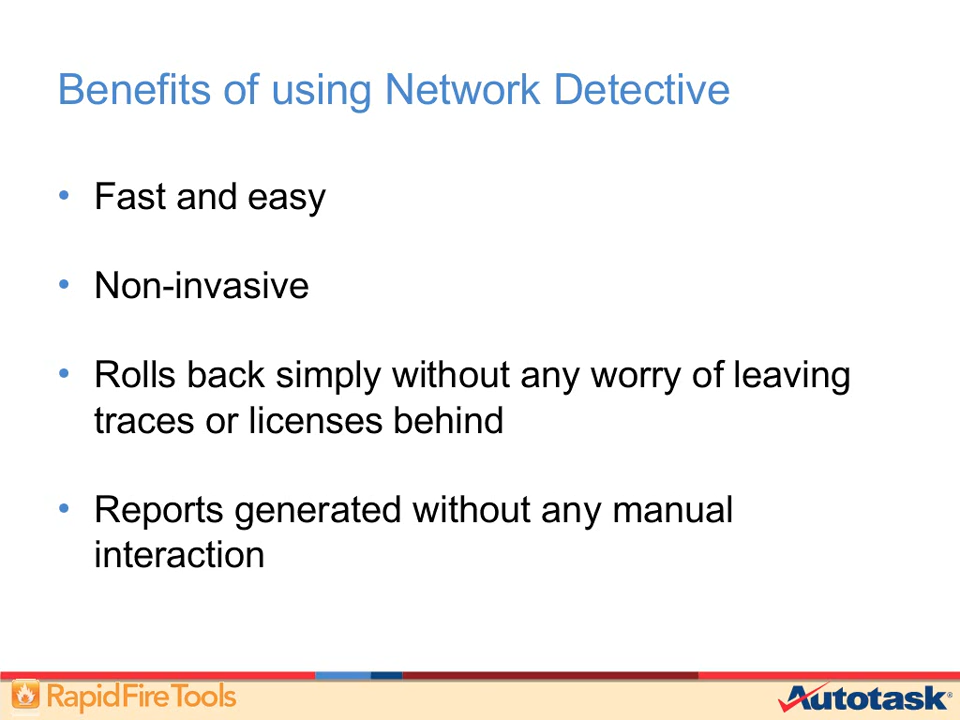 Benefits of using Network Detective
• Fast and easy
• Non-invasive
• Rolls back simply without any worry of leaving
traces or licenses behind
• Reports generated without any manual
interaction
RapidFireTools
Autotask®